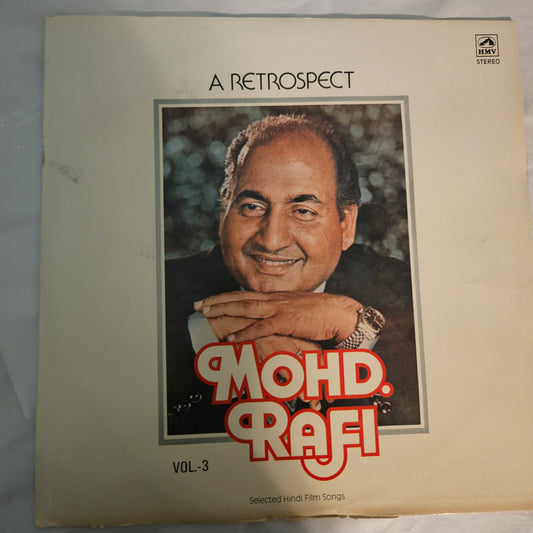 HMV
STEREO
A RETROSPECT
MOHD.
RAFI
VOL.-3
Selected Hindi Film Songs